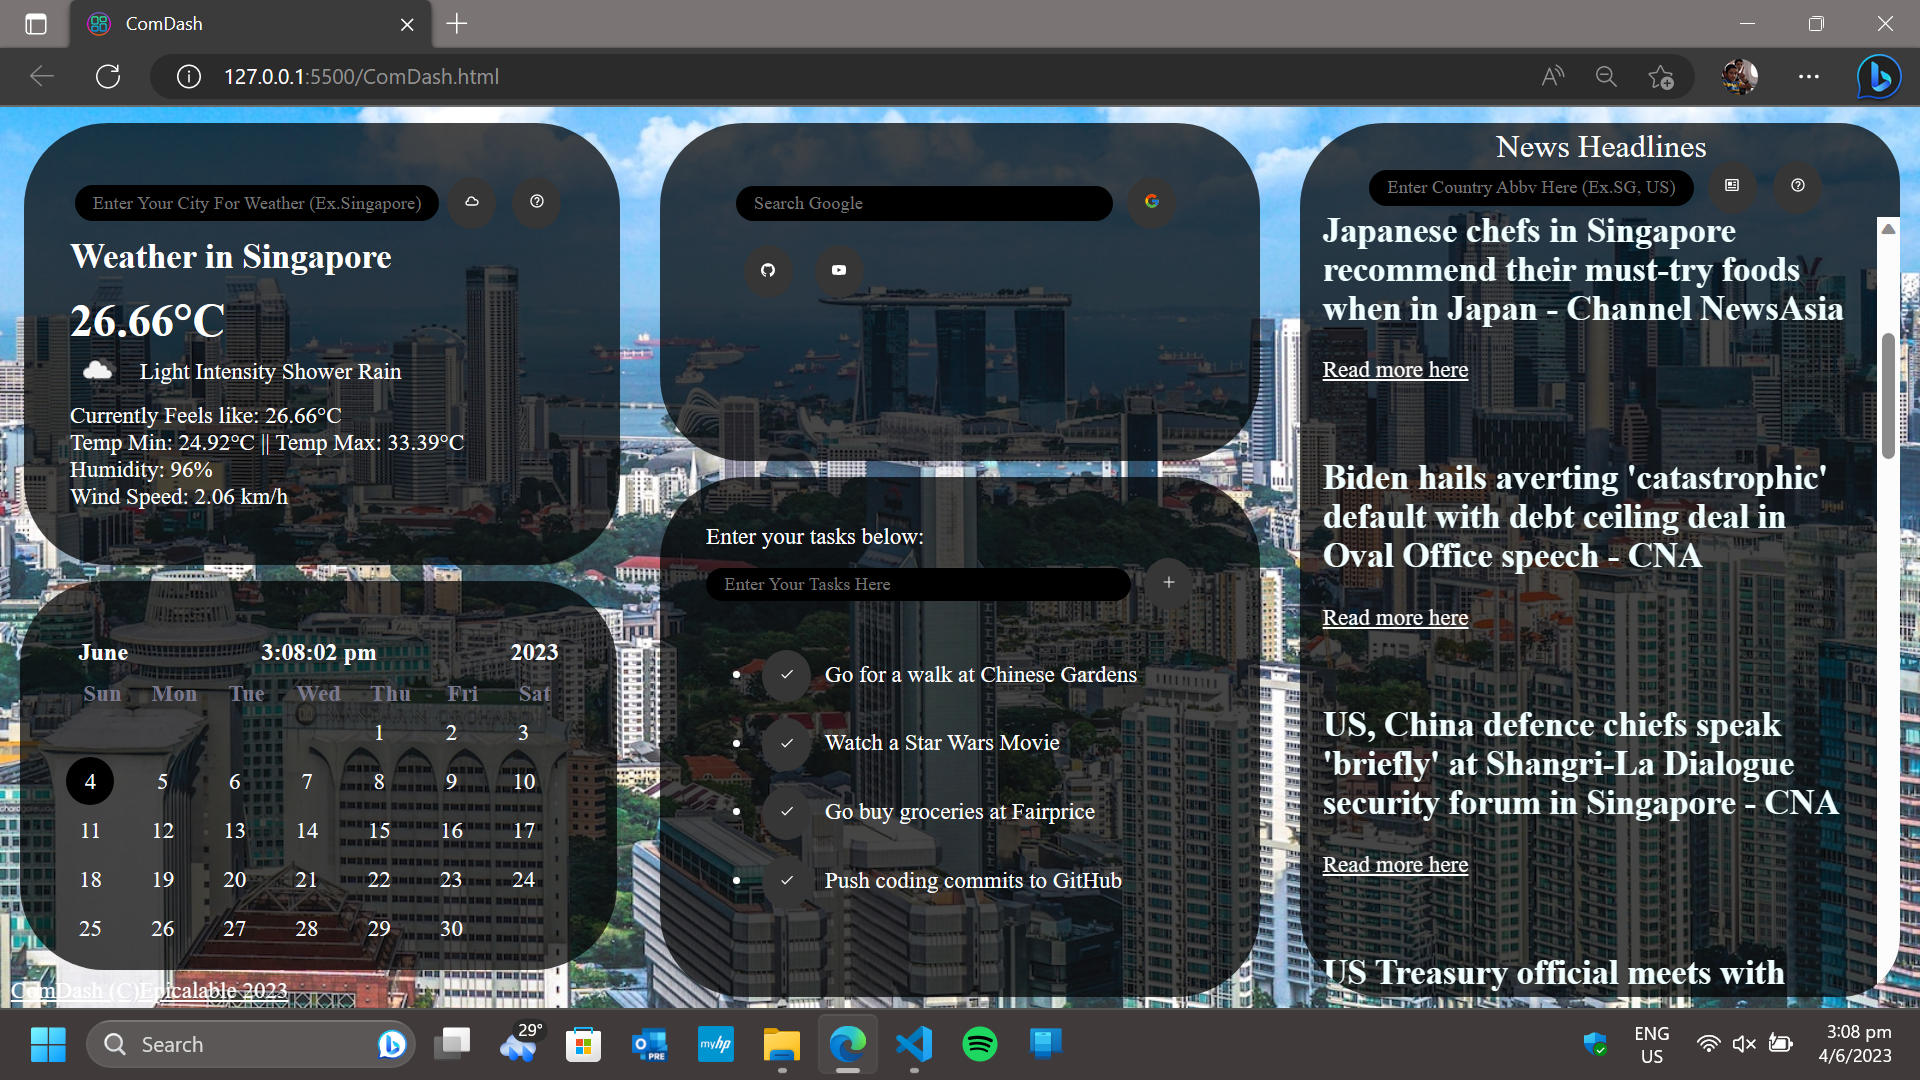 ComDash
127.0.0.1:5500/ComDash.html
Enter Your City For Weather (Ex.Singapore)
Weather in Singapore
26.66°C
Light Intensity Shower Rain
Currently Feels like: 26.66°C
Temp Min: 24.92°C || Temp Max: 33.39°C
Humidity: 96%
Wind Speed: 2.06 km/h
June 3:08:02 pm 2023
Sun Mon Tue Wed Thu Fri Sat
1 2 3
4 5 6 7 8 9 10
11 12 13 14 15 16 17
18 19 20 21 22 23 24
25 26 27 28 29 30
ComDash (C)Epicalable 2023
Search Google
Enter your tasks below:
Enter Your Tasks Here
Go for a walk at Chinese Gardens
Watch a Star Wars Movie
Go buy groceries at Fairprice
Push coding commits to GitHub
News Headlines
Enter Country Abbv Here (Ex.SG, US)
Japanese chefs in Singapore
recommend their must-try foods
when in Japan - Channel NewsAsia
Read more here
Biden hails averting 'catastrophic'
default with debt ceiling deal in
Oval Office speech - CNA
Read more here
US, China defence chiefs speak
'briefly' at Shangri-La Dialogue
security forum in Singapore - CNA
Read more here
US Treasury official meets with
Search
29°
PRE
myhp
ENG
US
3:08 pm
4/6/2023